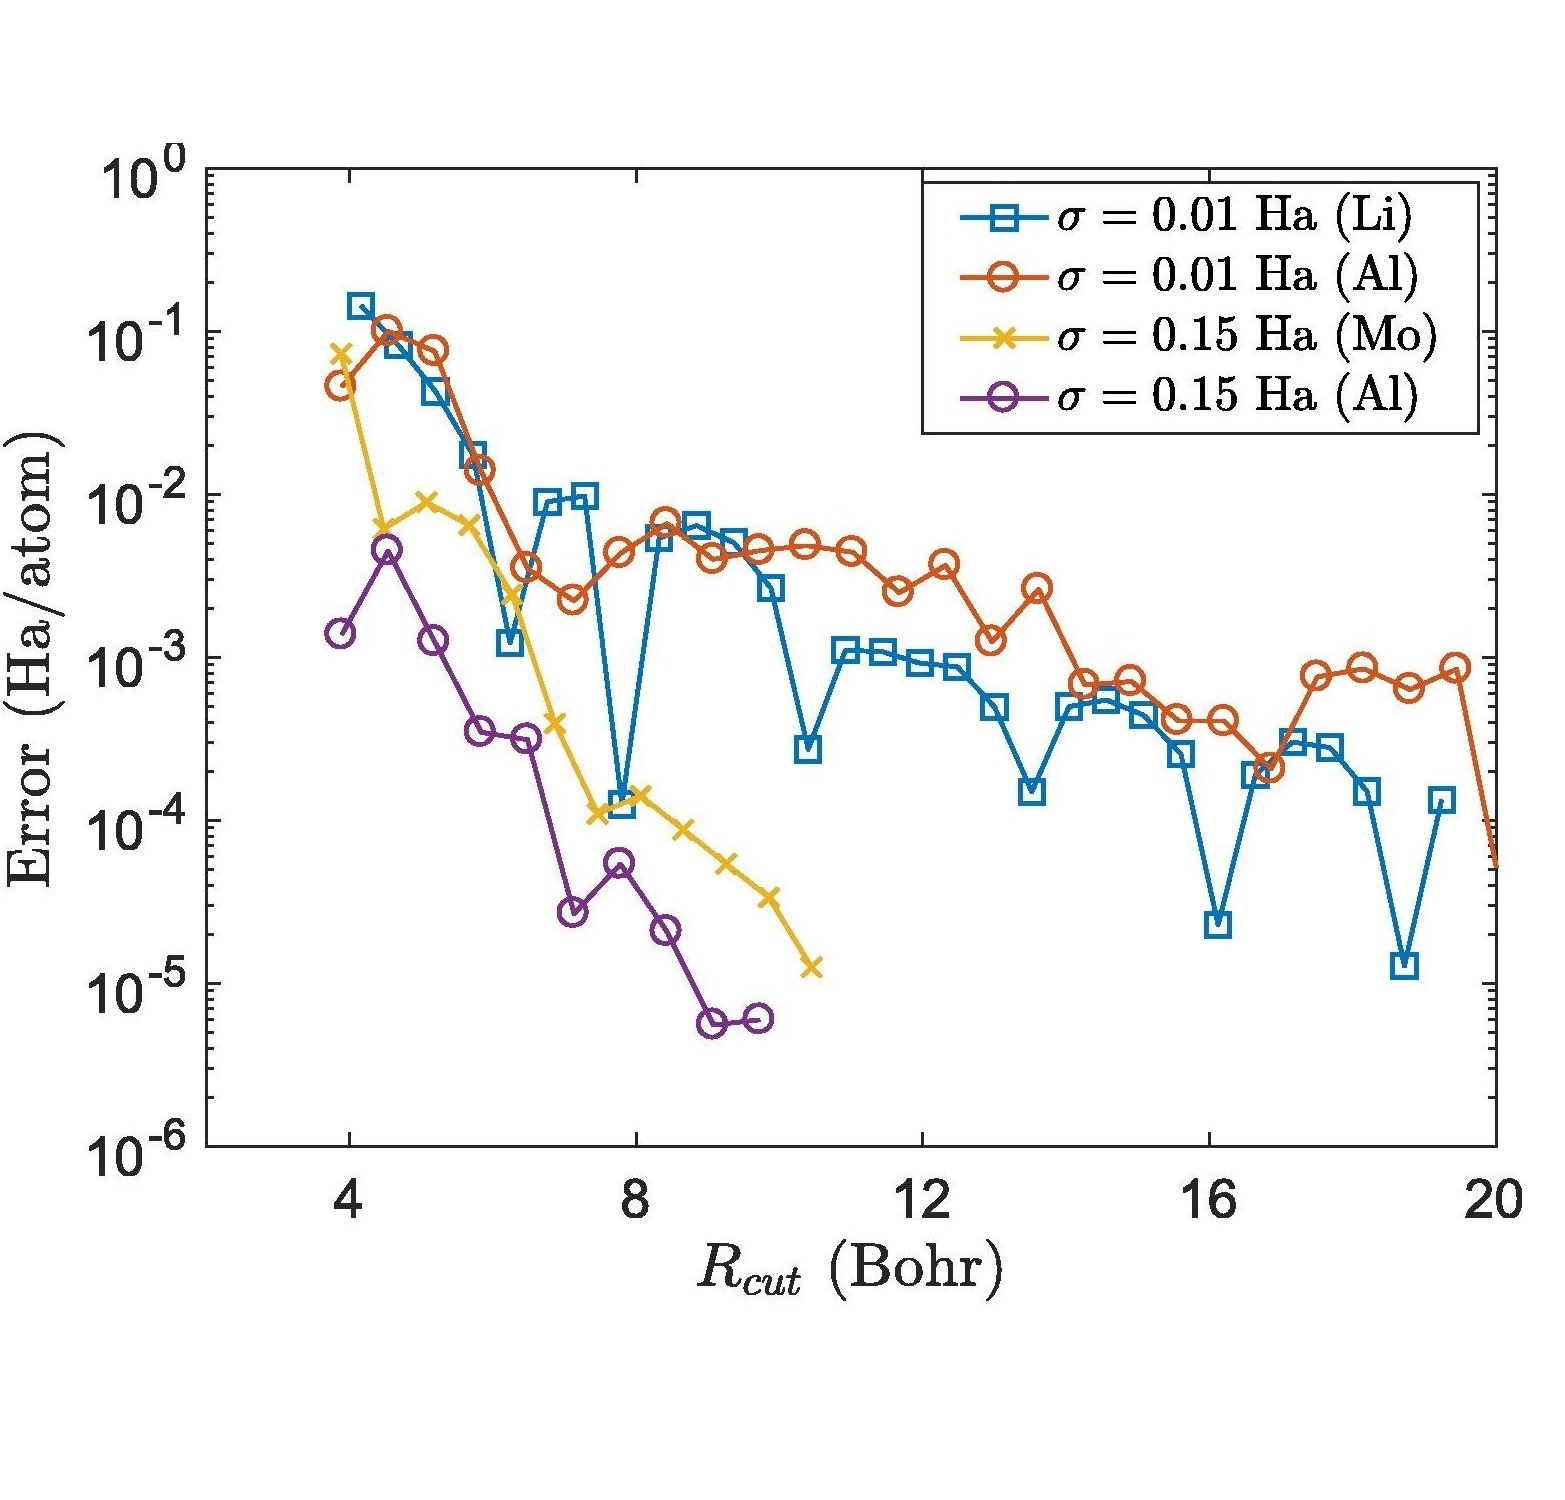 10^0
10^-1
10^-2
10^-3
10^-4
10^-5
10^-6
Error (Ha/atom)
σ = 0.01 Ha (Li)
σ = 0.01 Ha (Al)
σ = 0.15 Ha (Mo)
σ = 0.15 Ha (Al)
4 8 12 16 20
R_cut (Bohr)